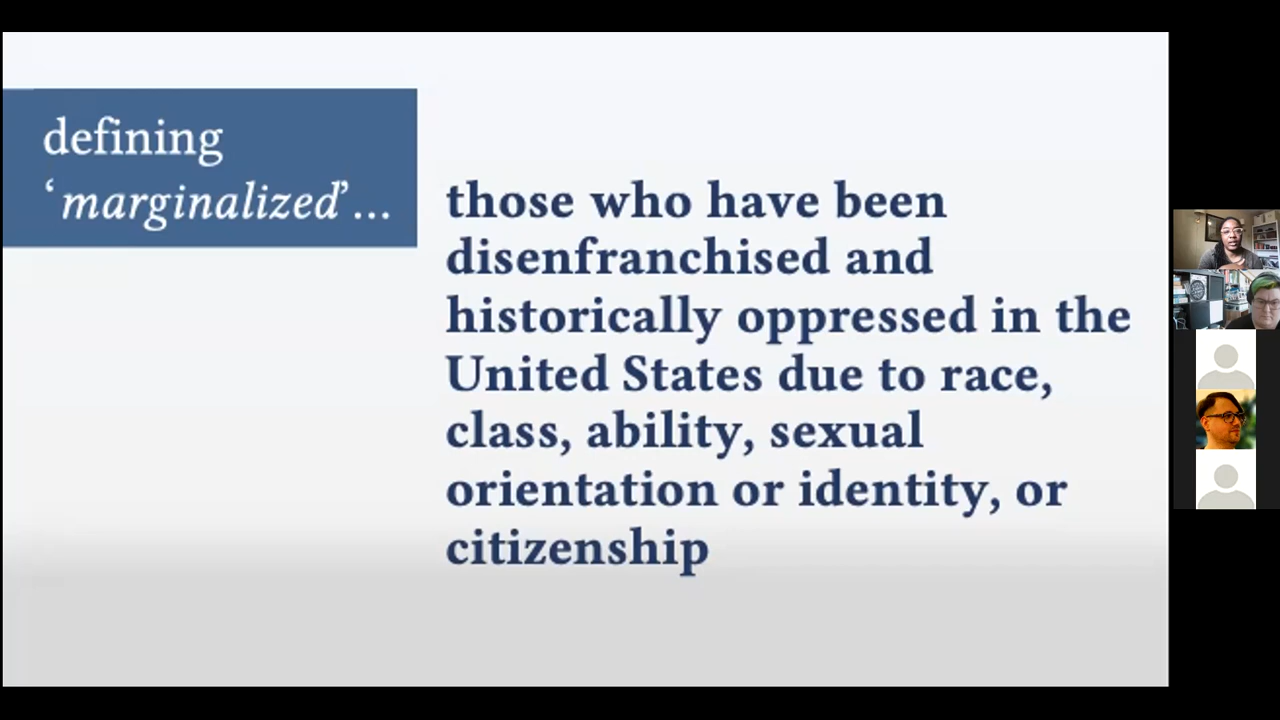 defining
‘marginalized’...
those who have been
disenfranchised and
historically oppressed in the
United States due to race,
class, ability, sexual
orientation or identity, or
citizenship